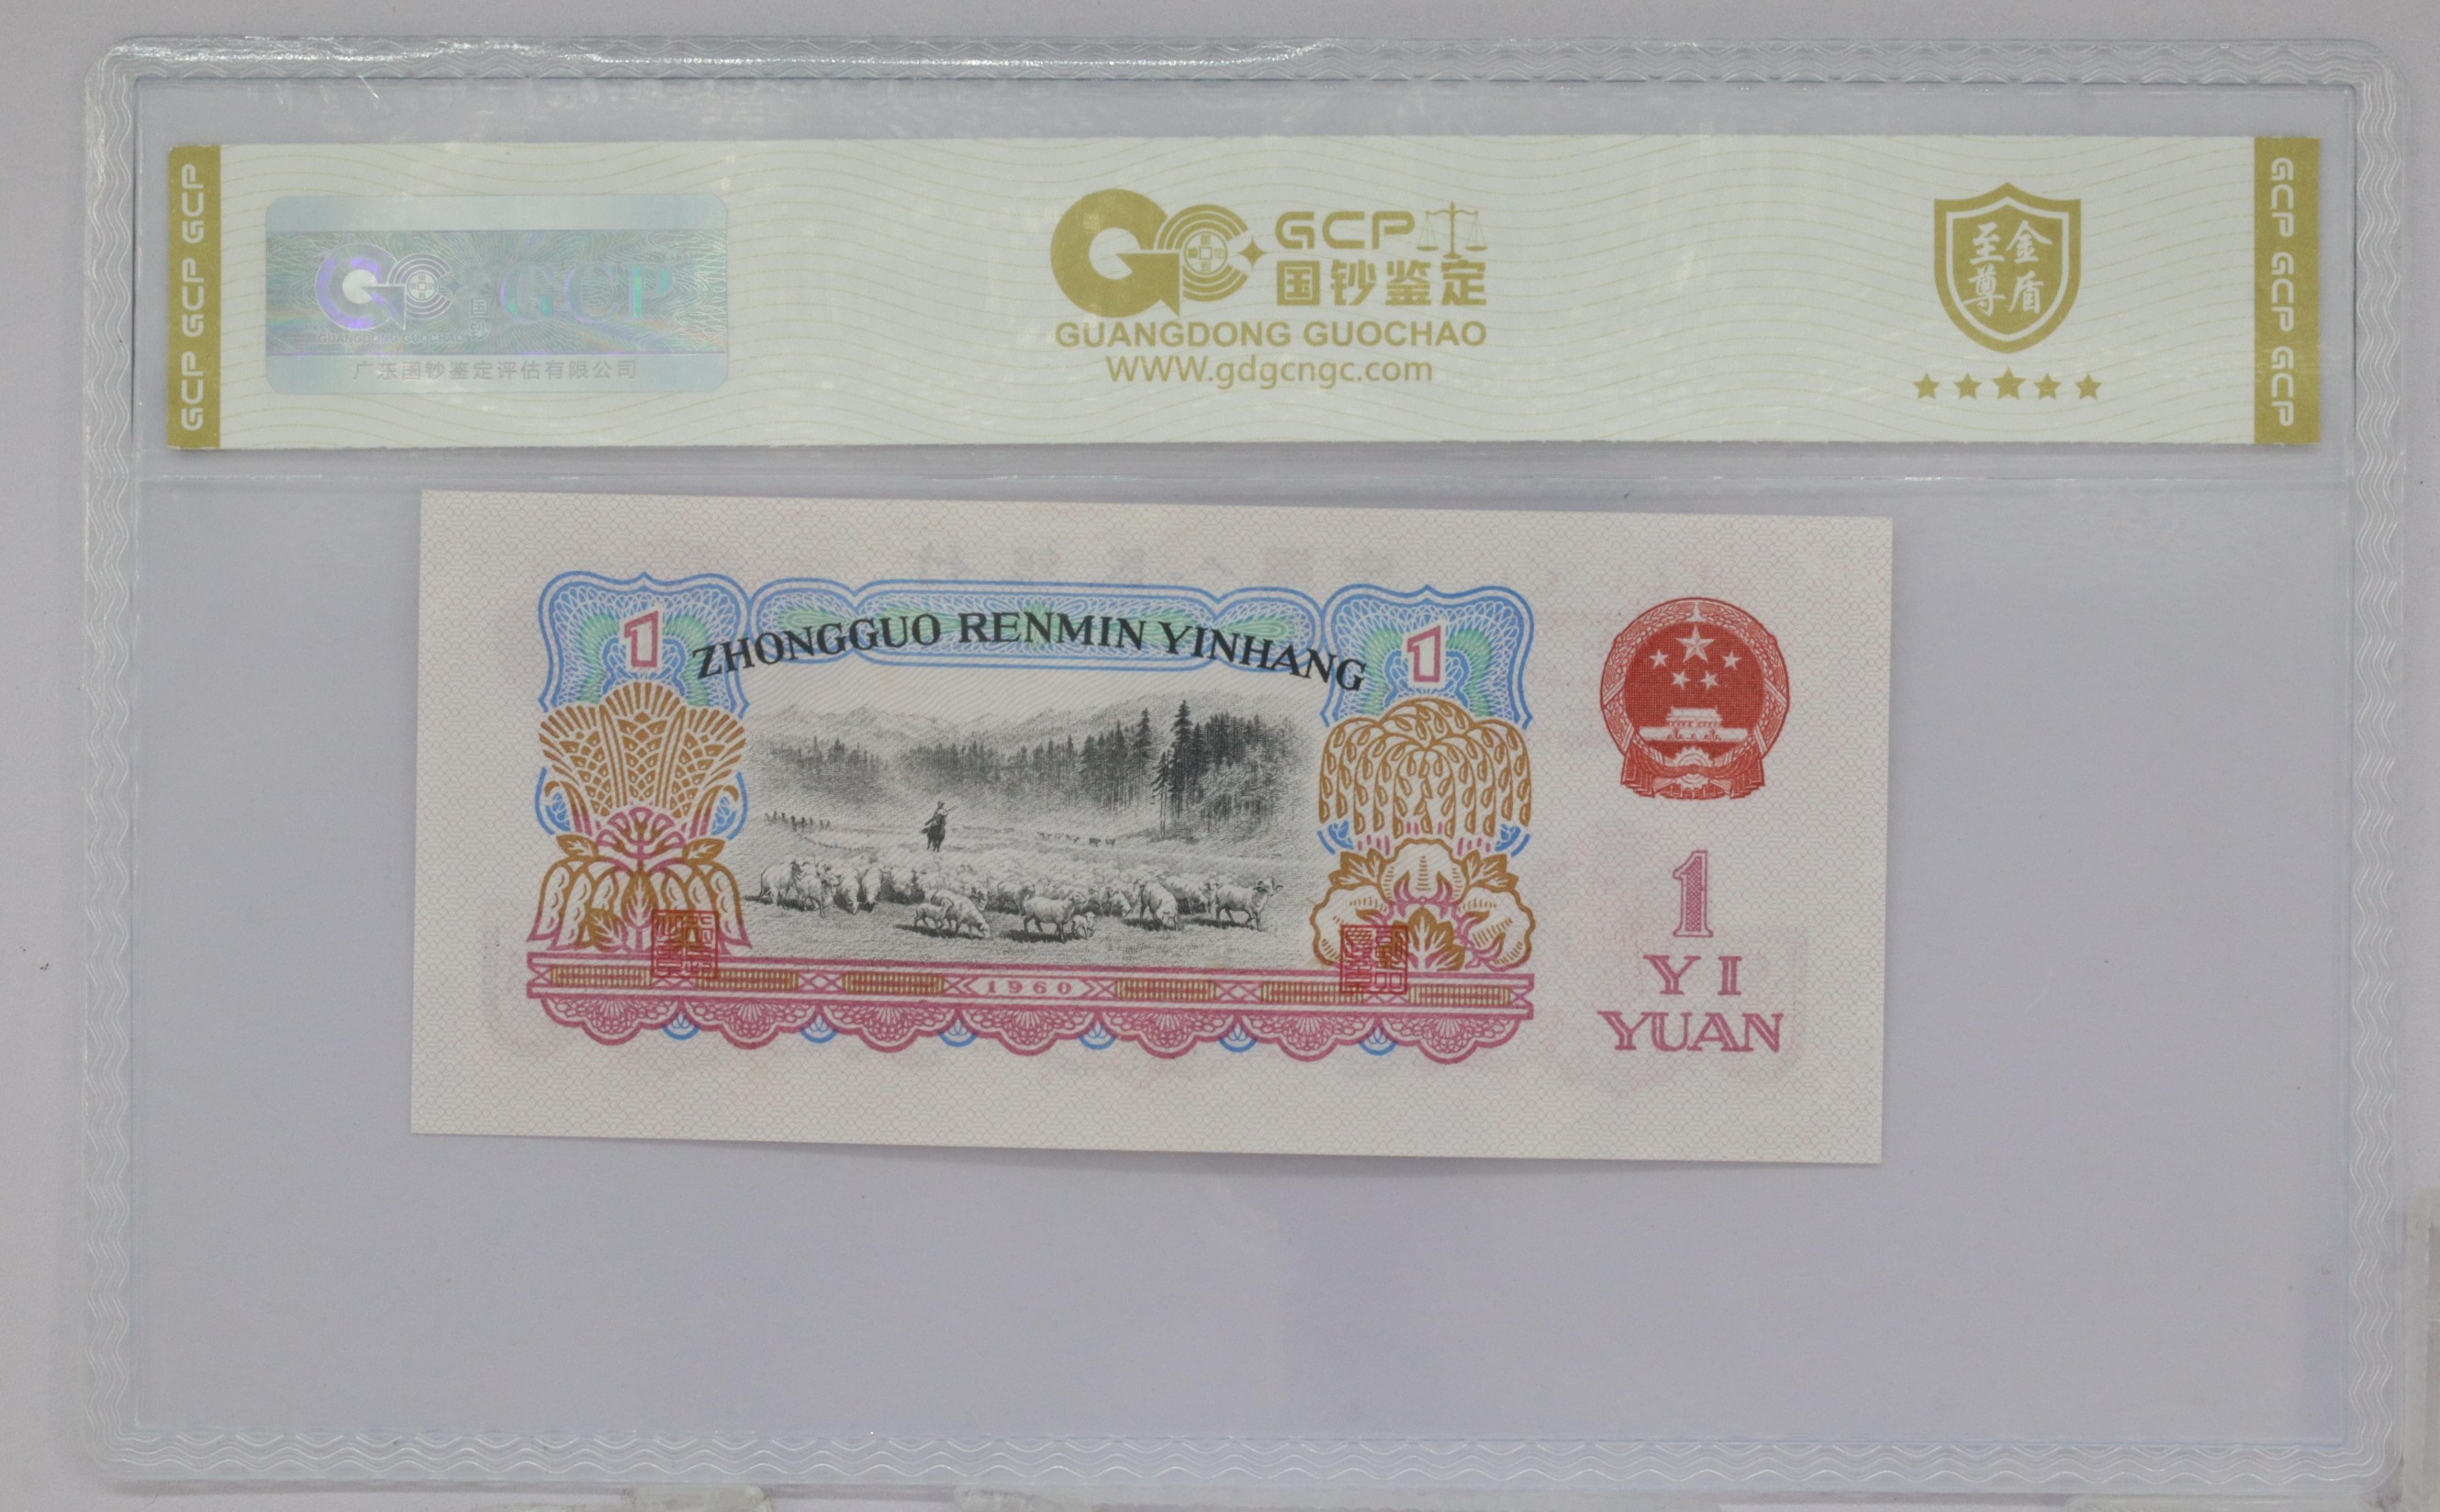 GCP GCP GCP
GCP
国钞鉴定
GUANGDONG GUOCHAO
WWW.gdgcngc.com
GCP
GUANGDONG GUOCHAO
广东国钞鉴定评估有限公司
至尊金盾
GCP GCP GCP
1
ZHONGGUO RENMIN YINHANG
1
1960
1
YI
YUAN